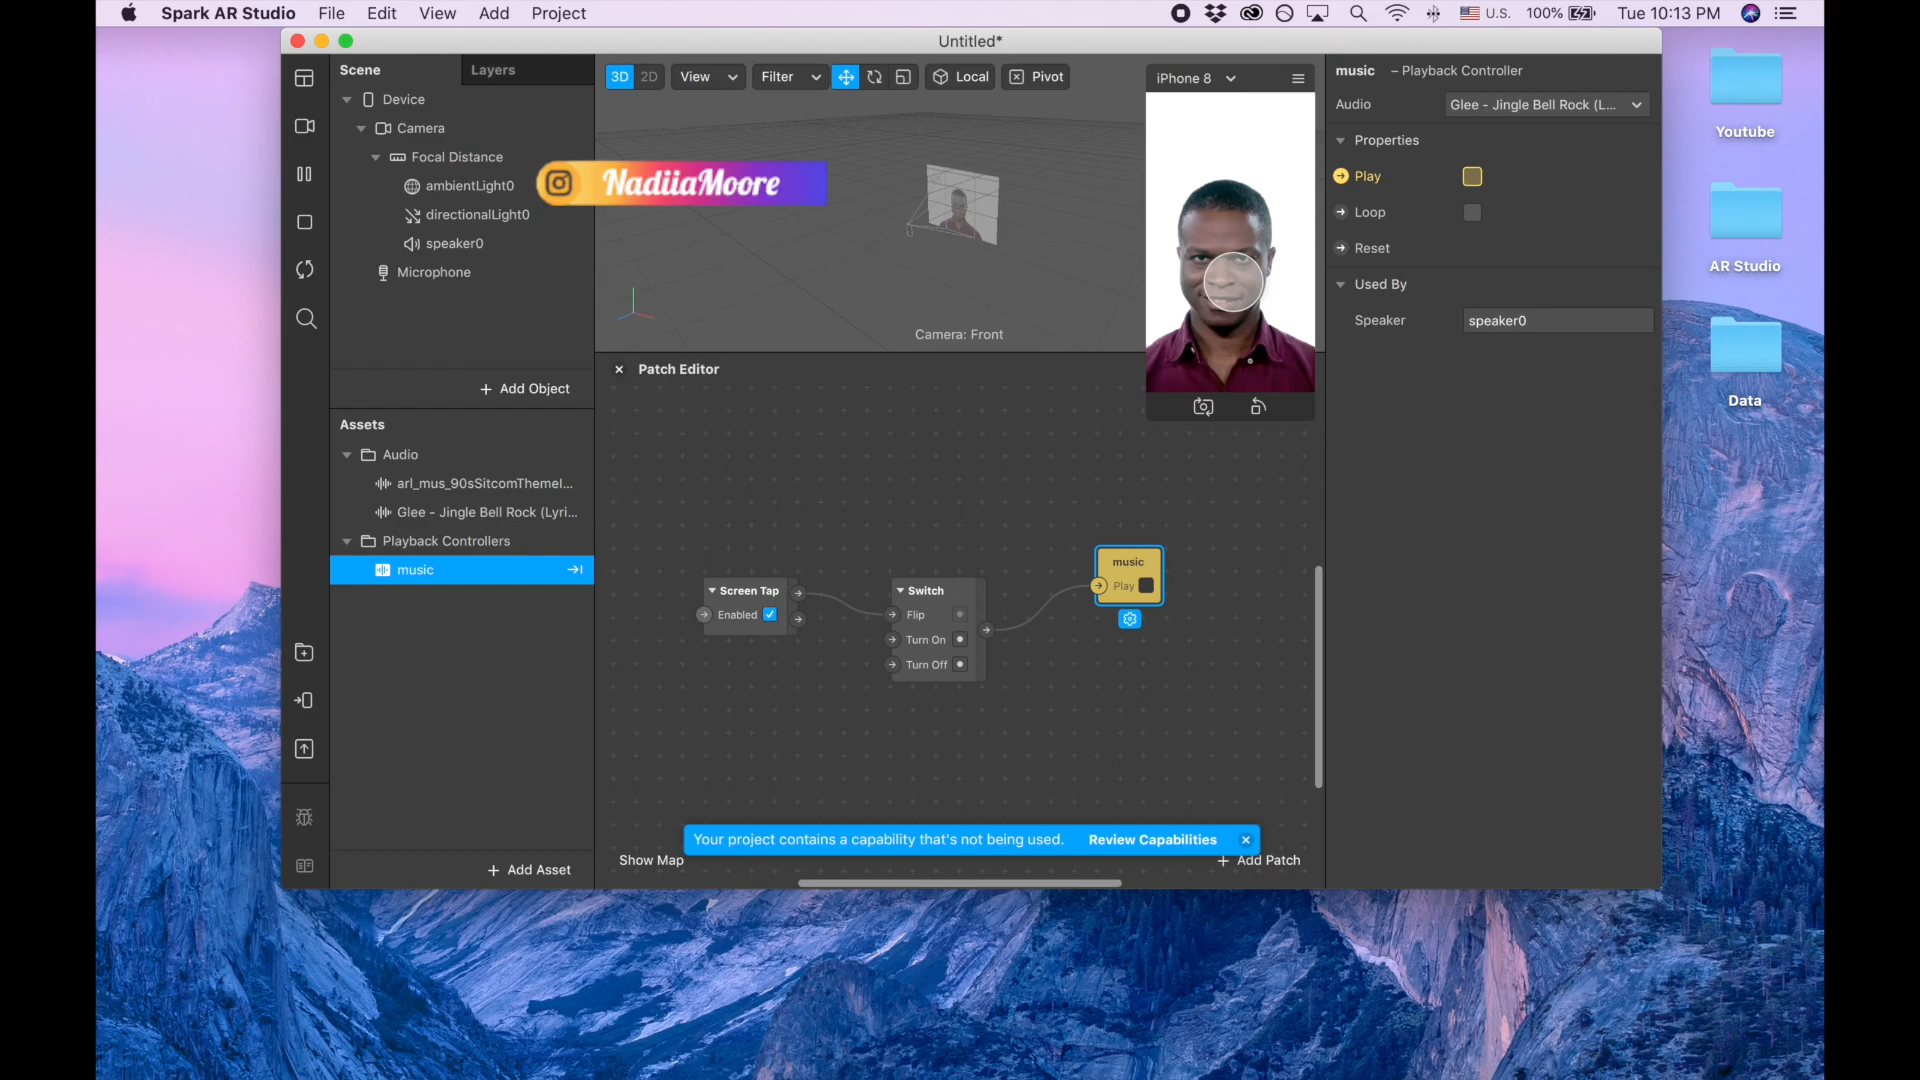 Spark AR Studio File Edit View Add Project U.S. 100% Tue 10:13 PM
Untitled*
Scene Layers
Device
Camera
Focal Distance
ambientLight0
directionalLight0
speaker0
Microphone
+ Add Object
Assets
Audio
arl_mus_90sSitcomThemeI...
Glee - Jingle Bell Rock (Lyri...
Playback Controllers
music
+ Add Asset
3D 2D View Filter Local Pivot
NadiiaMoore
Camera: Front
iPhone 8
Patch Editor
Screen Tap
Enabled
Switch
Flip
Turn On
Turn Off
music
Play
Your project contains a capability that's not being used. Review Capabilities
Show Map + Add Patch
music – Playback Controller
Audio Glee - Jingle Bell Rock (L...
Properties
Play
Loop
Reset
Used By
Speaker speaker0
Youtube
AR Studio
Data